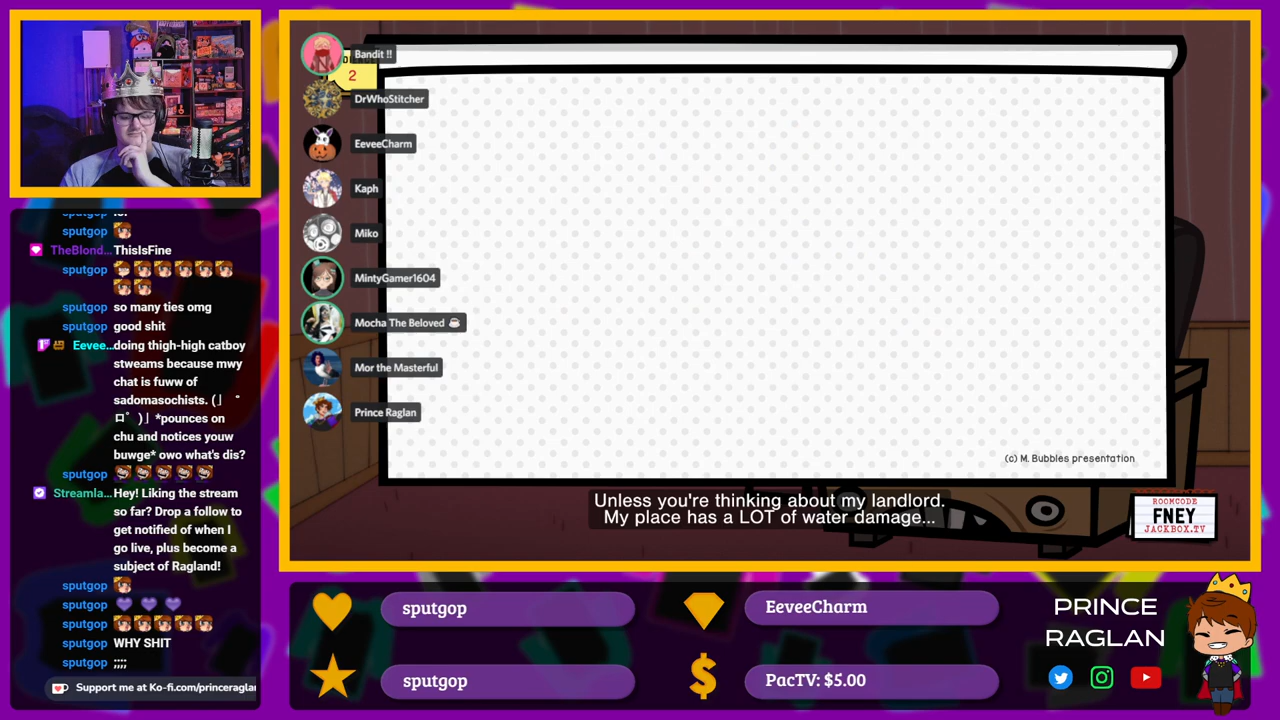 sputgop
sputgop
TheBlond... ThisIsFine
sputgop
sputgop so many ties omg
sputgop good shit
Eevee... doing thigh-high catboy
stweams because mwy
chat is fuww of
sadomasochists. (｣ ゜
ロ゜)｣ *pounces on
chu and notices youw
buwge* owo what's dis?
sputgop
Streamla... Hey! Liking the stream
so far? Drop a follow to
get notified of when I
go live, plus become a
subject of Ragland!
sputgop
sputgop
sputgop
sputgop WHY SHIT
sputgop ;;;;
Support me at Ko-fi.com/princeraglan
Bandit !!
2
DrWhoStitcher
EeveeCharm
Kaph
Miko
MintyGamer1604
Mocha The Beloved
Mor the Masterful
Prince Raglan
(c) M. Bubbles presentation
Unless you're thinking about my landlord.
My place has a LOT of water damage...
ROOMCODE
FNEY
JACKBOX.TV
sputgop
EeveeCharm
sputgop
PacTV: $5.00
PRINCE
RAGLAN